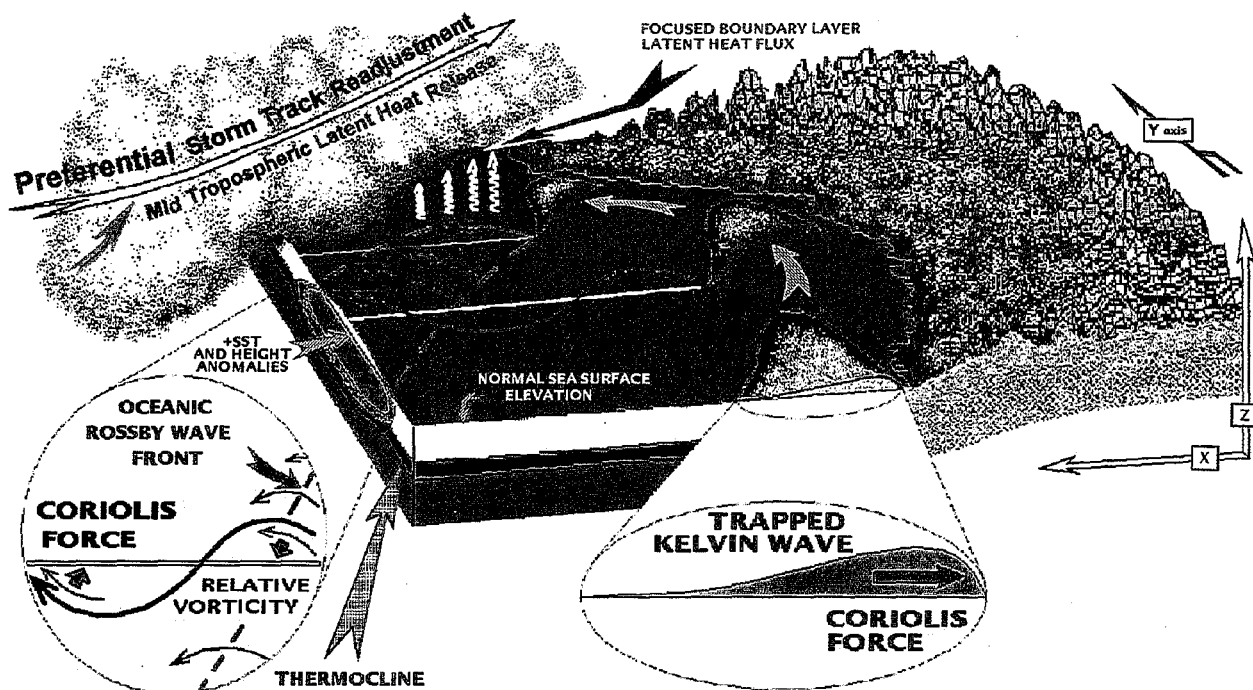 FOCUSED BOUNDARY LAYER
LATENT HEAT FLUX
Preferential Storm Track Readjustment
Mid Tropospheric Latent Heat Release
Y axis
+SST
AND HEIGHT
ANOMALIES
NORMAL SEA SURFACE
ELEVATION
Z
X
OCEANIC
ROSSBY WAVE
FRONT
CORIOLIS
FORCE
RELATIVE
VORTICITY
TRAPPED
KELVIN WAVE
CORIOLIS
FORCE
THERMOCLINE